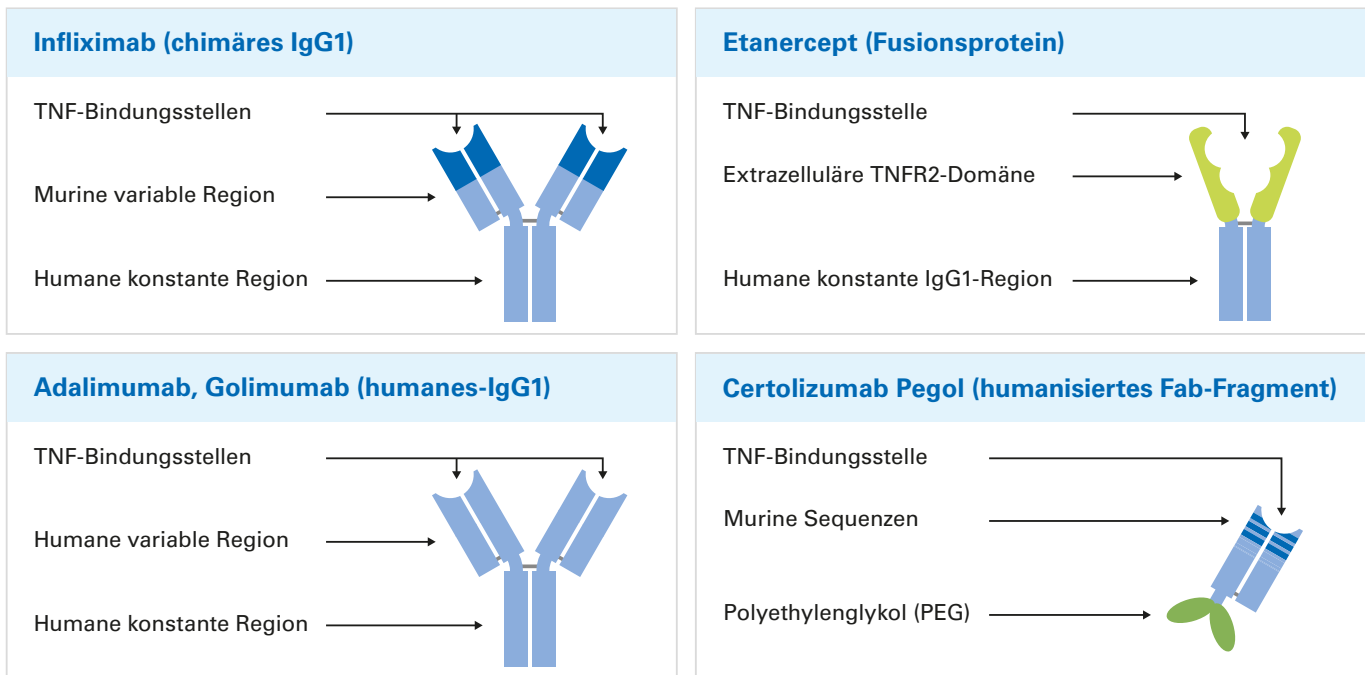 Infliximab (chimäres IgG1)
TNF-Bindungsstellen
Murine variable Region
Humane konstante Region
Etanercept (Fusionsprotein)
TNF-Bindungsstelle
Extrazelluläre TNFR2-Domäne
Humane konstante IgG1-Region
Adalimumab, Golimumab (humanes-IgG1)
TNF-Bindungsstellen
Humane variable Region
Humane konstante Region
Certolizumab Pegol (humanisiertes Fab-Fragment)
TNF-Bindungsstelle
Murine Sequenzen
Polyethylenglykol (PEG)